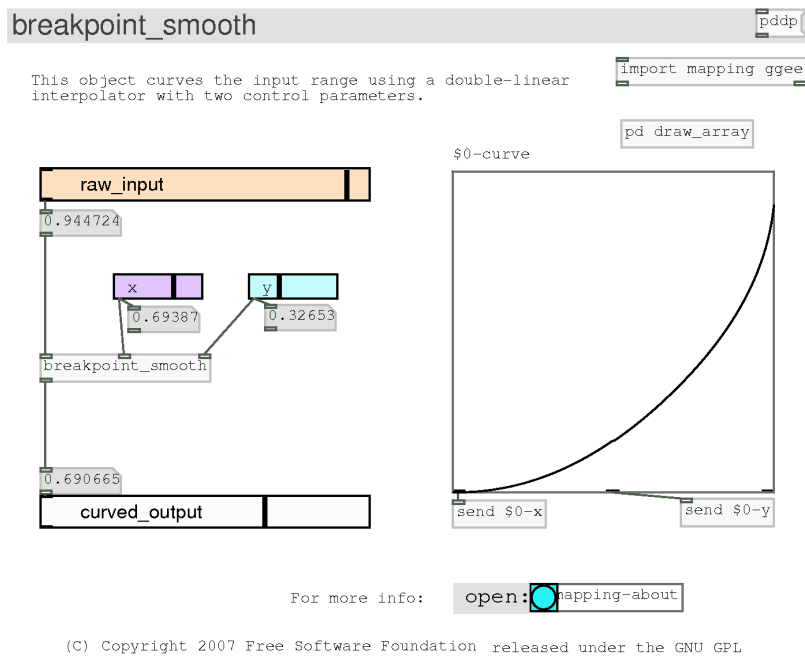 breakpoint_smooth
pddp
This object curves the input range using a double-linear
interpolator with two control parameters.
import mapping ggee
pd draw_array
$0-curve
raw_input
0.944724
x
y
0.69387
0.32653
breakpoint_smooth
0.690665
curved_output
send $0-x
send $0-y
For more info:
open:
mapping-about
(C) Copyright 2007 Free Software Foundation released under the GNU GPL